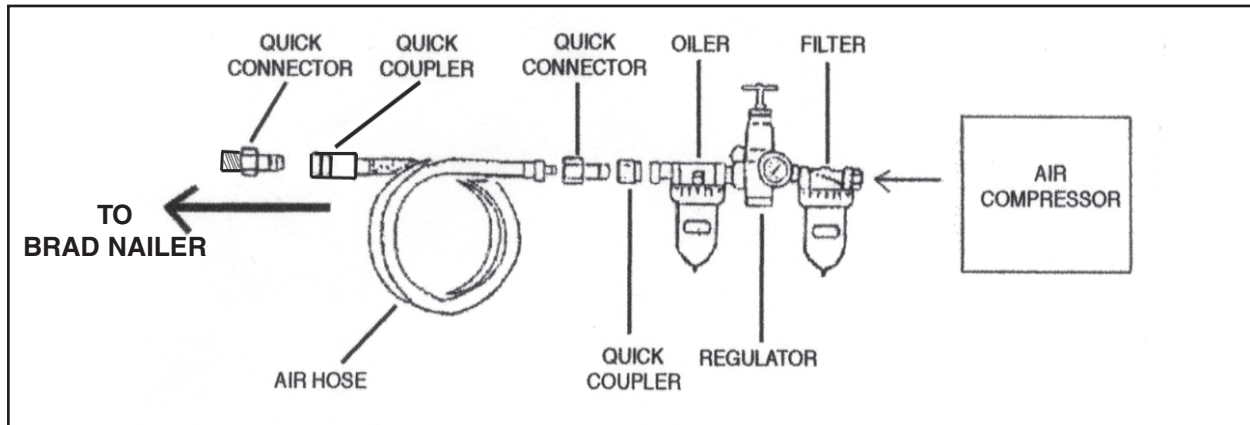 QUICK
CONNECTOR
QUICK
COUPLER
QUICK
CONNECTOR
OILER
FILTER
AIR
COMPRESSOR
TO
BRAD NAILER
AIR HOSE
QUICK
COUPLER
REGULATOR